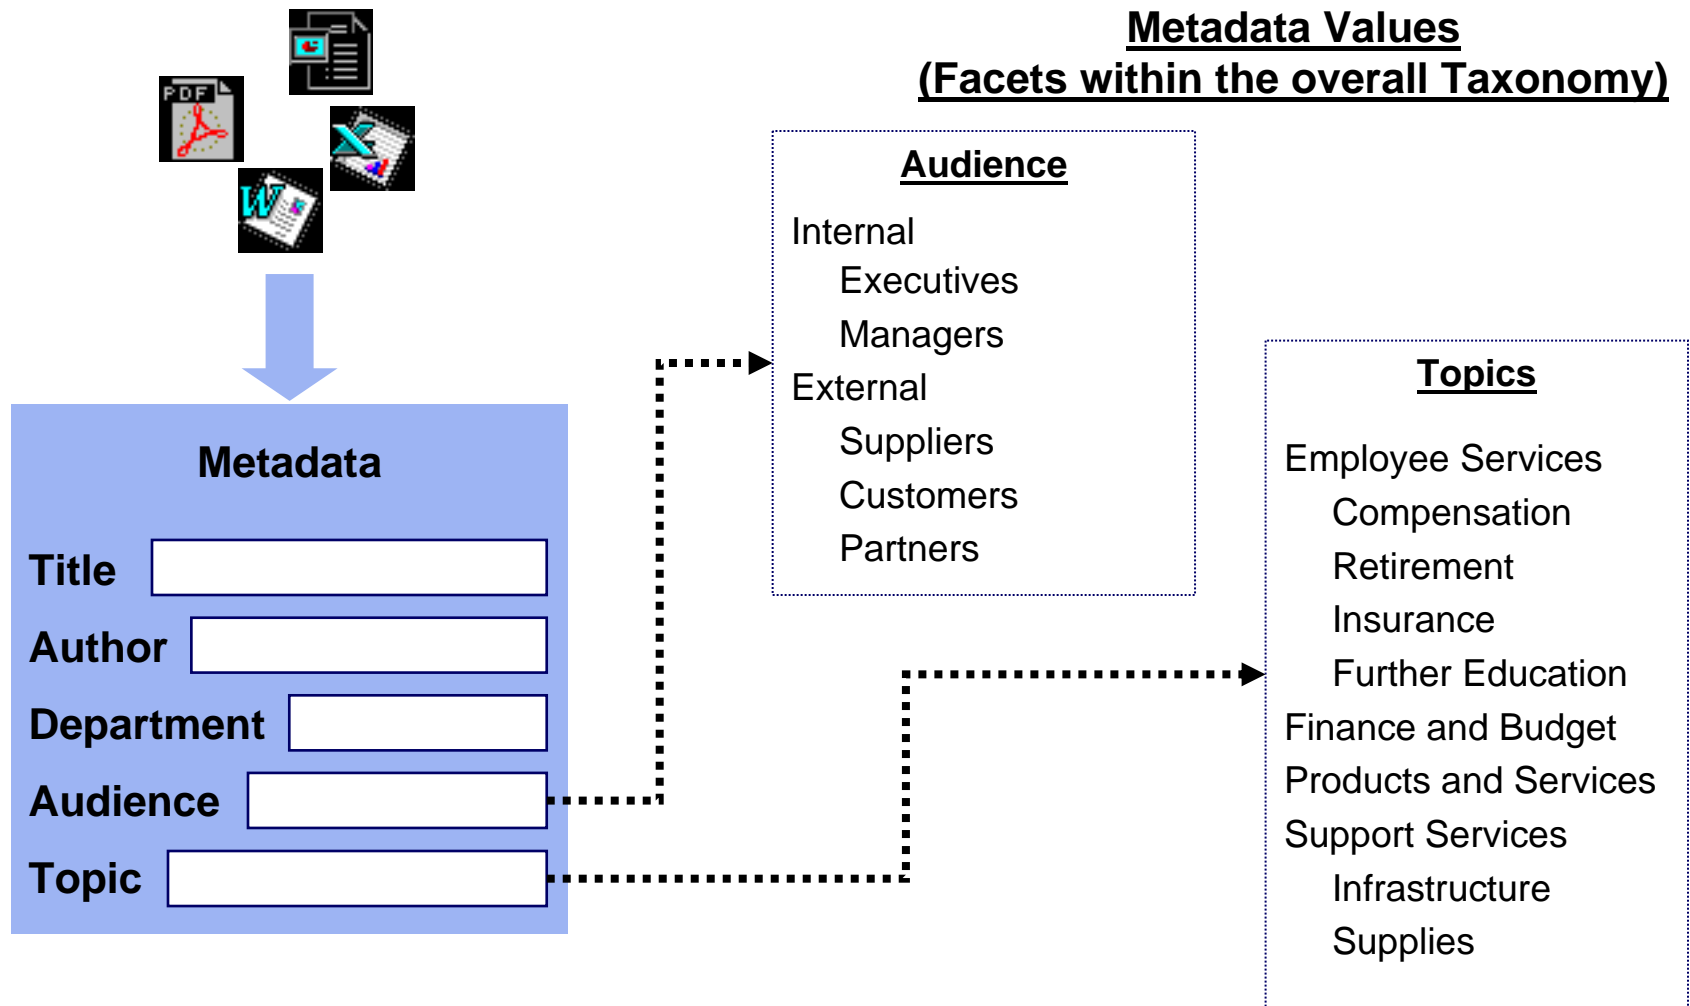 Metadata Values
(Facets within the overall Taxonomy)
PDF
W
X
Metadata
Title
Author
Department
Audience
Topic
Audience
Internal
Executives
Managers
External
Suppliers
Customers
Partners
Topics
Employee Services
Compensation
Retirement
Insurance
Further Education
Finance and Budget
Products and Services
Support Services
Infrastructure
Supplies